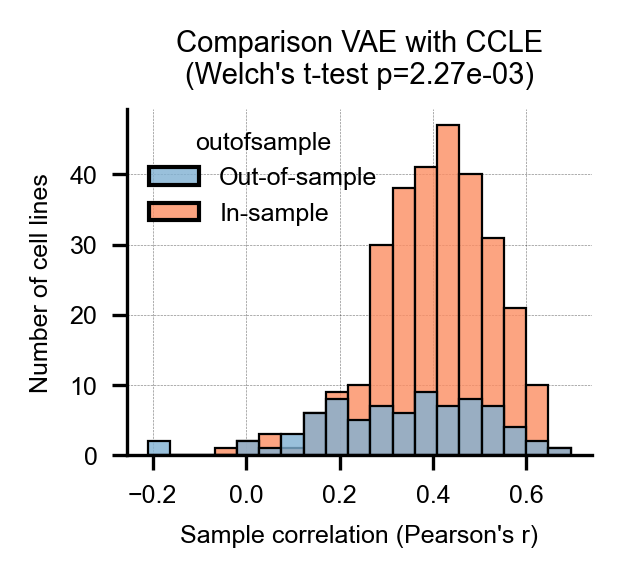 Comparison VAE with CCLE
(Welch's t-test p=2.27e-03)
outofsample
Out-of-sample
In-sample
Number of cell lines
40
30
20
10
0
−0.2 0.0 0.2 0.4 0.6
Sample correlation (Pearson's r)